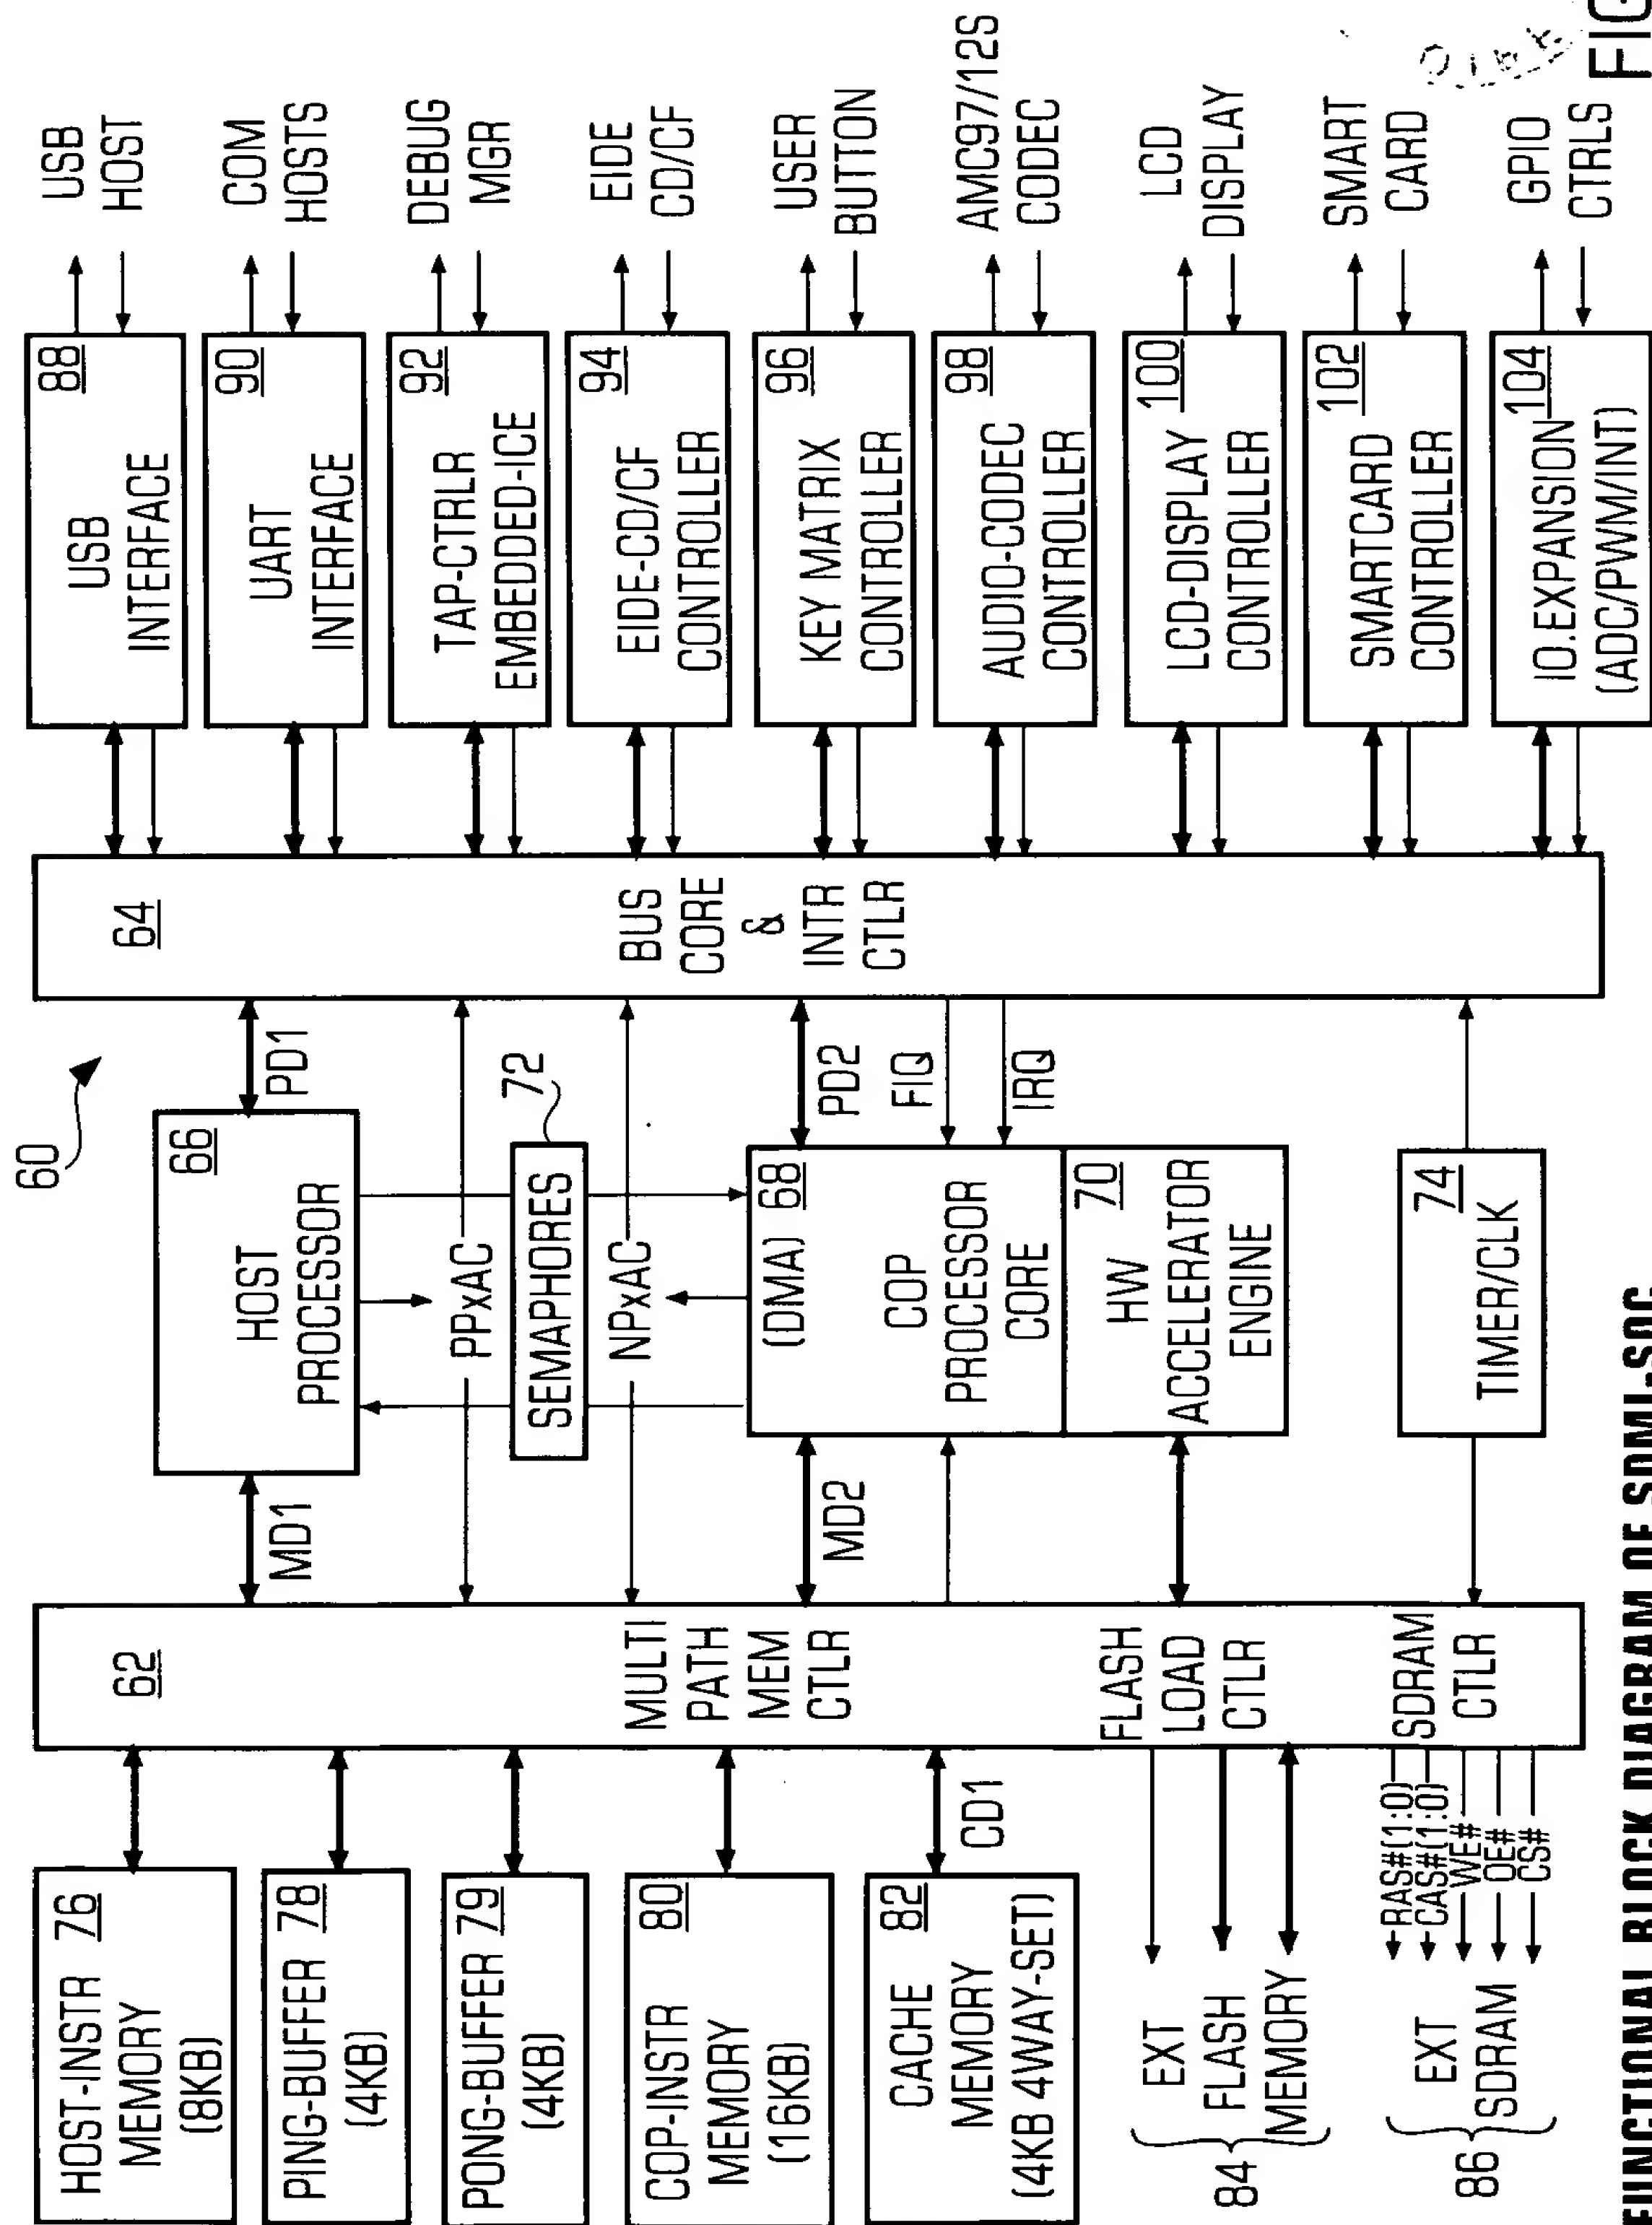 60
HOST-INSTR 76
MEMORY
(8KB)
PING-BUFFER 78
(4KB)
PONG-BUFFER 79
(4KB)
COP-INSTR 80
MEMORY
(16KB)
CACHE 82
MEMORY
(4KB 4WAY-SET)
CD1
EXT
FLASH
MEMORY
84
EXT
SDRAM
86
RAS#(1:0)
CAS#(1:0)
WE#
OE#
CS#
62
MULTI
PATH
MEM
CTLR
FLASH
LOAD
CTLR
SDRAM
CTLR
MD1
MD2
HOST 66
PROCESSOR
PPxAC
SEMAPHORES
72
NPxAC
(DMA) 68
COP
PROCESSOR
CORE
HW 70
ACCELERATOR
ENGINE
TIMER/CLK 74
PD1
PD2
FIQ
IRQ
64
BUS
CORE
&
INTR
CTLR
USB 88
INTERFACE
UART 90
INTERFACE
TAP-CTRLR 92
EMBEDDED-ICE
EIDE-CD/CF 94
CONTROLLER
KEY MATRIX 96
CONTROLLER
AUDIO-CODEC 98
CONTROLLER
LCD-DISPLAY 100
CONTROLLER
SMARTCARD 102
CONTROLLER
IO.EXPANSION 104
(ADC/PWM/INT)
USB
HOST
COM
HOSTS
DEBUG
MGR
EIDE
CD/CF
USER
BUTTON
AMC97/12S
CODEC
LCD
DISPLAY
SMART
CARD
GPIO
CTRLS
FUNCTIONAL BLOCK DIAGRAM OF SDMI-SOC